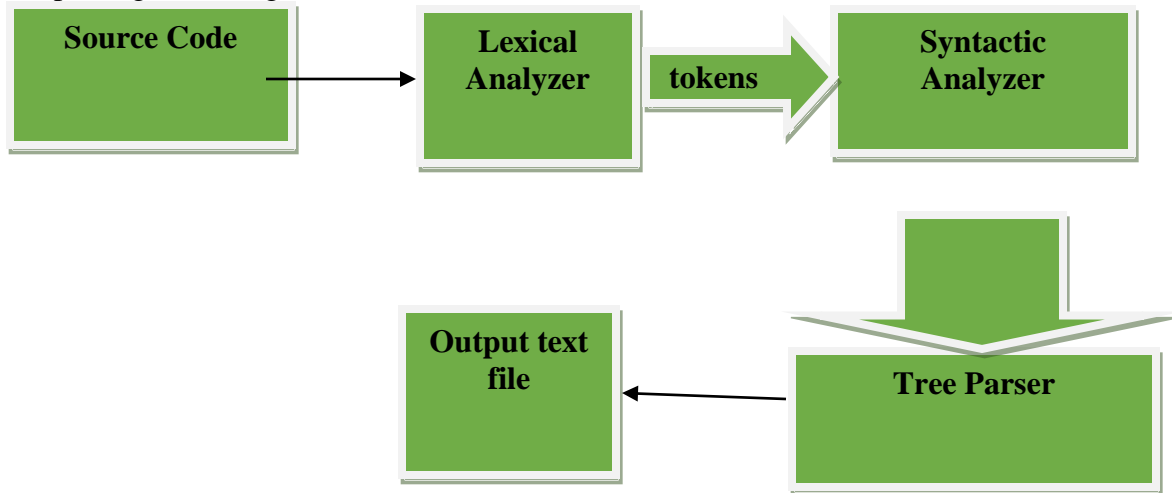 Source Code
Lexical
Analyzer
tokens
Syntactic
Analyzer
Output text
file
Tree Parser